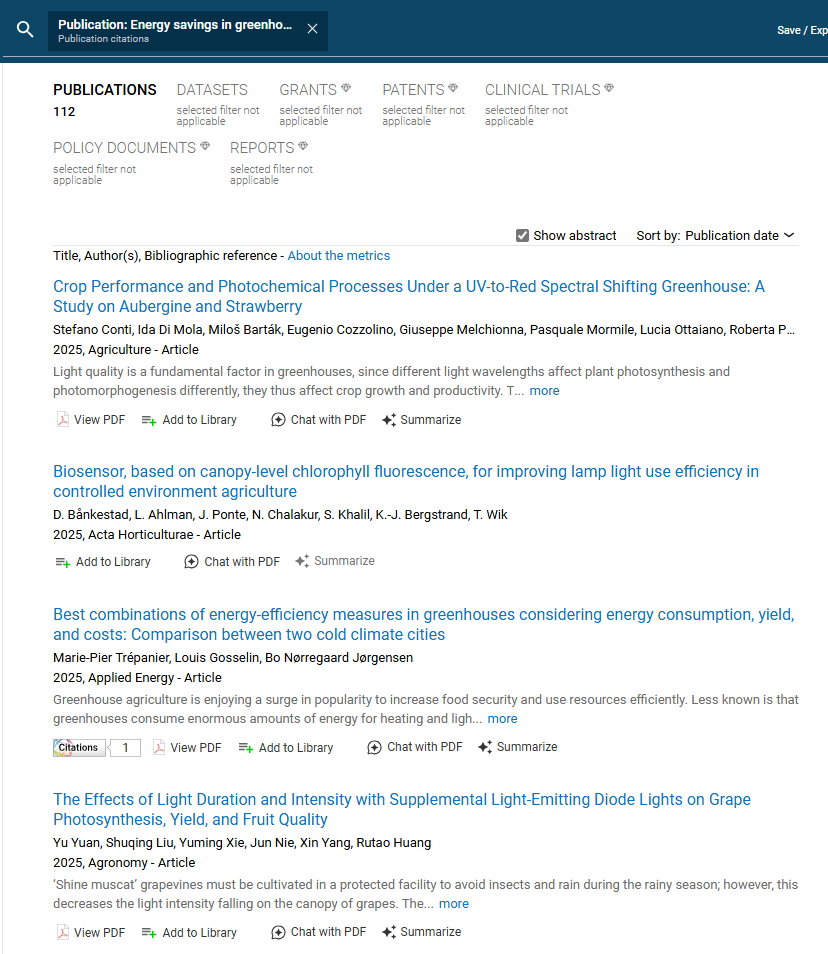 Publication: Energy savings in greenho...
Publication citations
Save / Exp
PUBLICATIONS
112
DATASETS
selected filter not
applicable
GRANTS
selected filter not
applicable
PATENTS
selected filter not
applicable
CLINICAL TRIALS
selected filter not
applicable
POLICY DOCUMENTS
selected filter not
applicable
REPORTS
selected filter not
applicable
Show abstract Sort by: Publication date
Title, Author(s), Bibliographic reference - About the metrics
Crop Performance and Photochemical Processes Under a UV-to-Red Spectral Shifting Greenhouse: A
Study on Aubergine and Strawberry
Stefano Conti, Ida Di Mola, Miloš Barták, Eugenio Cozzolino, Giuseppe Melchionna, Pasquale Mormile, Lucia Ottaiano, Roberta P...
2025, Agriculture - Article
Light quality is a fundamental factor in greenhouses, since different light wavelengths affect plant photosynthesis and
photomorphogenesis differently, they thus affect crop growth and productivity. T... more
View PDF Add to Library Chat with PDF Summarize
Biosensor, based on canopy-level chlorophyll fluorescence, for improving lamp light use efficiency in
controlled environment agriculture
D. Bånkestad, L. Ahlman, J. Ponte, N. Chalakur, S. Khalil, K.-J. Bergstrand, T. Wik
2025, Acta Horticulturae - Article
Add to Library Chat with PDF Summarize
Best combinations of energy-efficiency measures in greenhouses considering energy consumption, yield,
and costs: Comparison between two cold climate cities
Marie-Pier Trépanier, Louis Gosselin, Bo Nørregaard Jørgensen
2025, Applied Energy - Article
Greenhouse agriculture is enjoying a surge in popularity to increase food security and use resources efficiently. Less known is that
greenhouses consume enormous amounts of energy for heating and ligh... more
Citations 1 View PDF Add to Library Chat with PDF Summarize
The Effects of Light Duration and Intensity with Supplemental Light-Emitting Diode Lights on Grape
Photosynthesis, Yield, and Fruit Quality
Yu Yuan, Shuqing Liu, Yuming Xie, Jun Nie, Xin Yang, Rutao Huang
2025, Agronomy - Article
‘Shine muscat’ grapevines must be cultivated in a protected facility to avoid insects and rain during the rainy season; however, this
decreases the light intensity falling on the canopy of grapes. The... more
View PDF Add to Library Chat with PDF Summarize